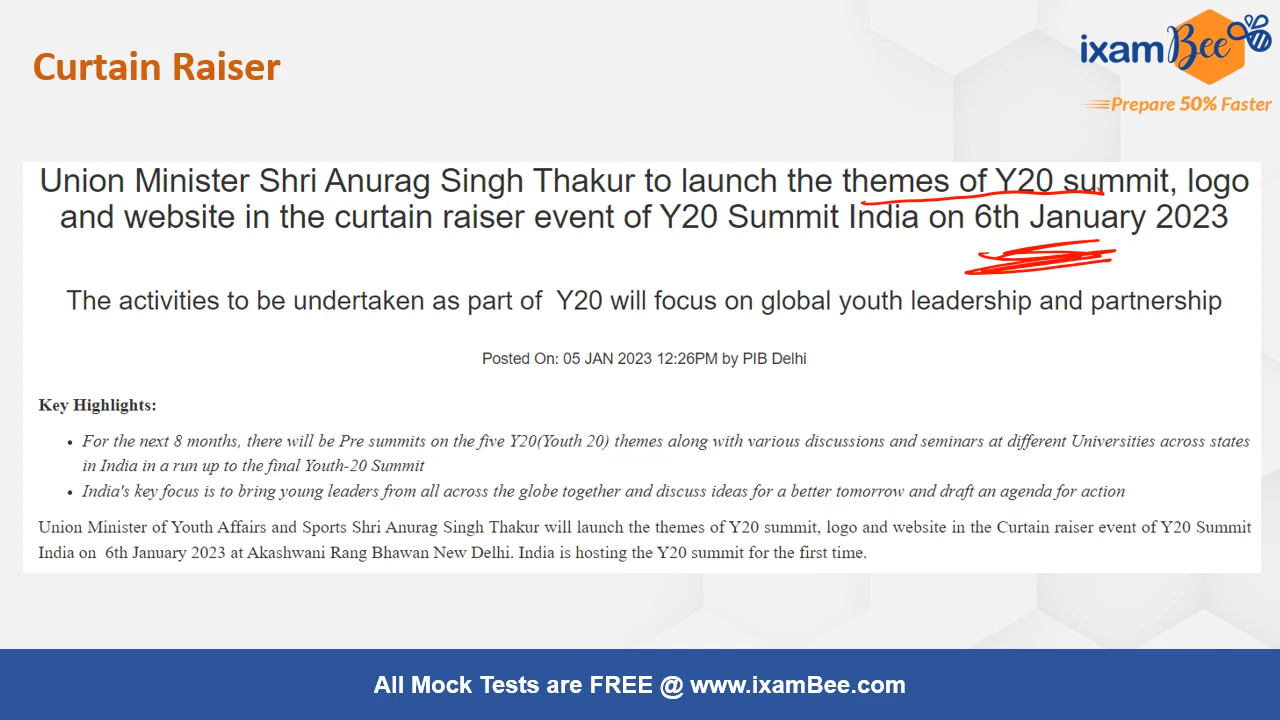 Curtain Raiser
ixamBee
Prepare 50% Faster
Union Minister Shri Anurag Singh Thakur to launch the themes of Y20 summit, logo
and website in the curtain raiser event of Y20 Summit India on 6th January 2023
The activities to be undertaken as part of Y20 will focus on global youth leadership and partnership
Posted On: 05 JAN 2023 12:26PM by PIB Delhi
Key Highlights:
• For the next 8 months, there will be Pre summits on the five Y20(Youth 20) themes along with various discussions and seminars at different Universities across states
in India in a run up to the final Youth-20 Summit
• India's key focus is to bring young leaders from all across the globe together and discuss ideas for a better tomorrow and draft an agenda for action
Union Minister of Youth Affairs and Sports Shri Anurag Singh Thakur will launch the themes of Y20 summit, logo and website in the Curtain raiser event of Y20 Summit
India on 6th January 2023 at Akashwani Rang Bhawan New Delhi. India is hosting the Y20 summit for the first time.
All Mock Tests are FREE @ www.ixamBee.com